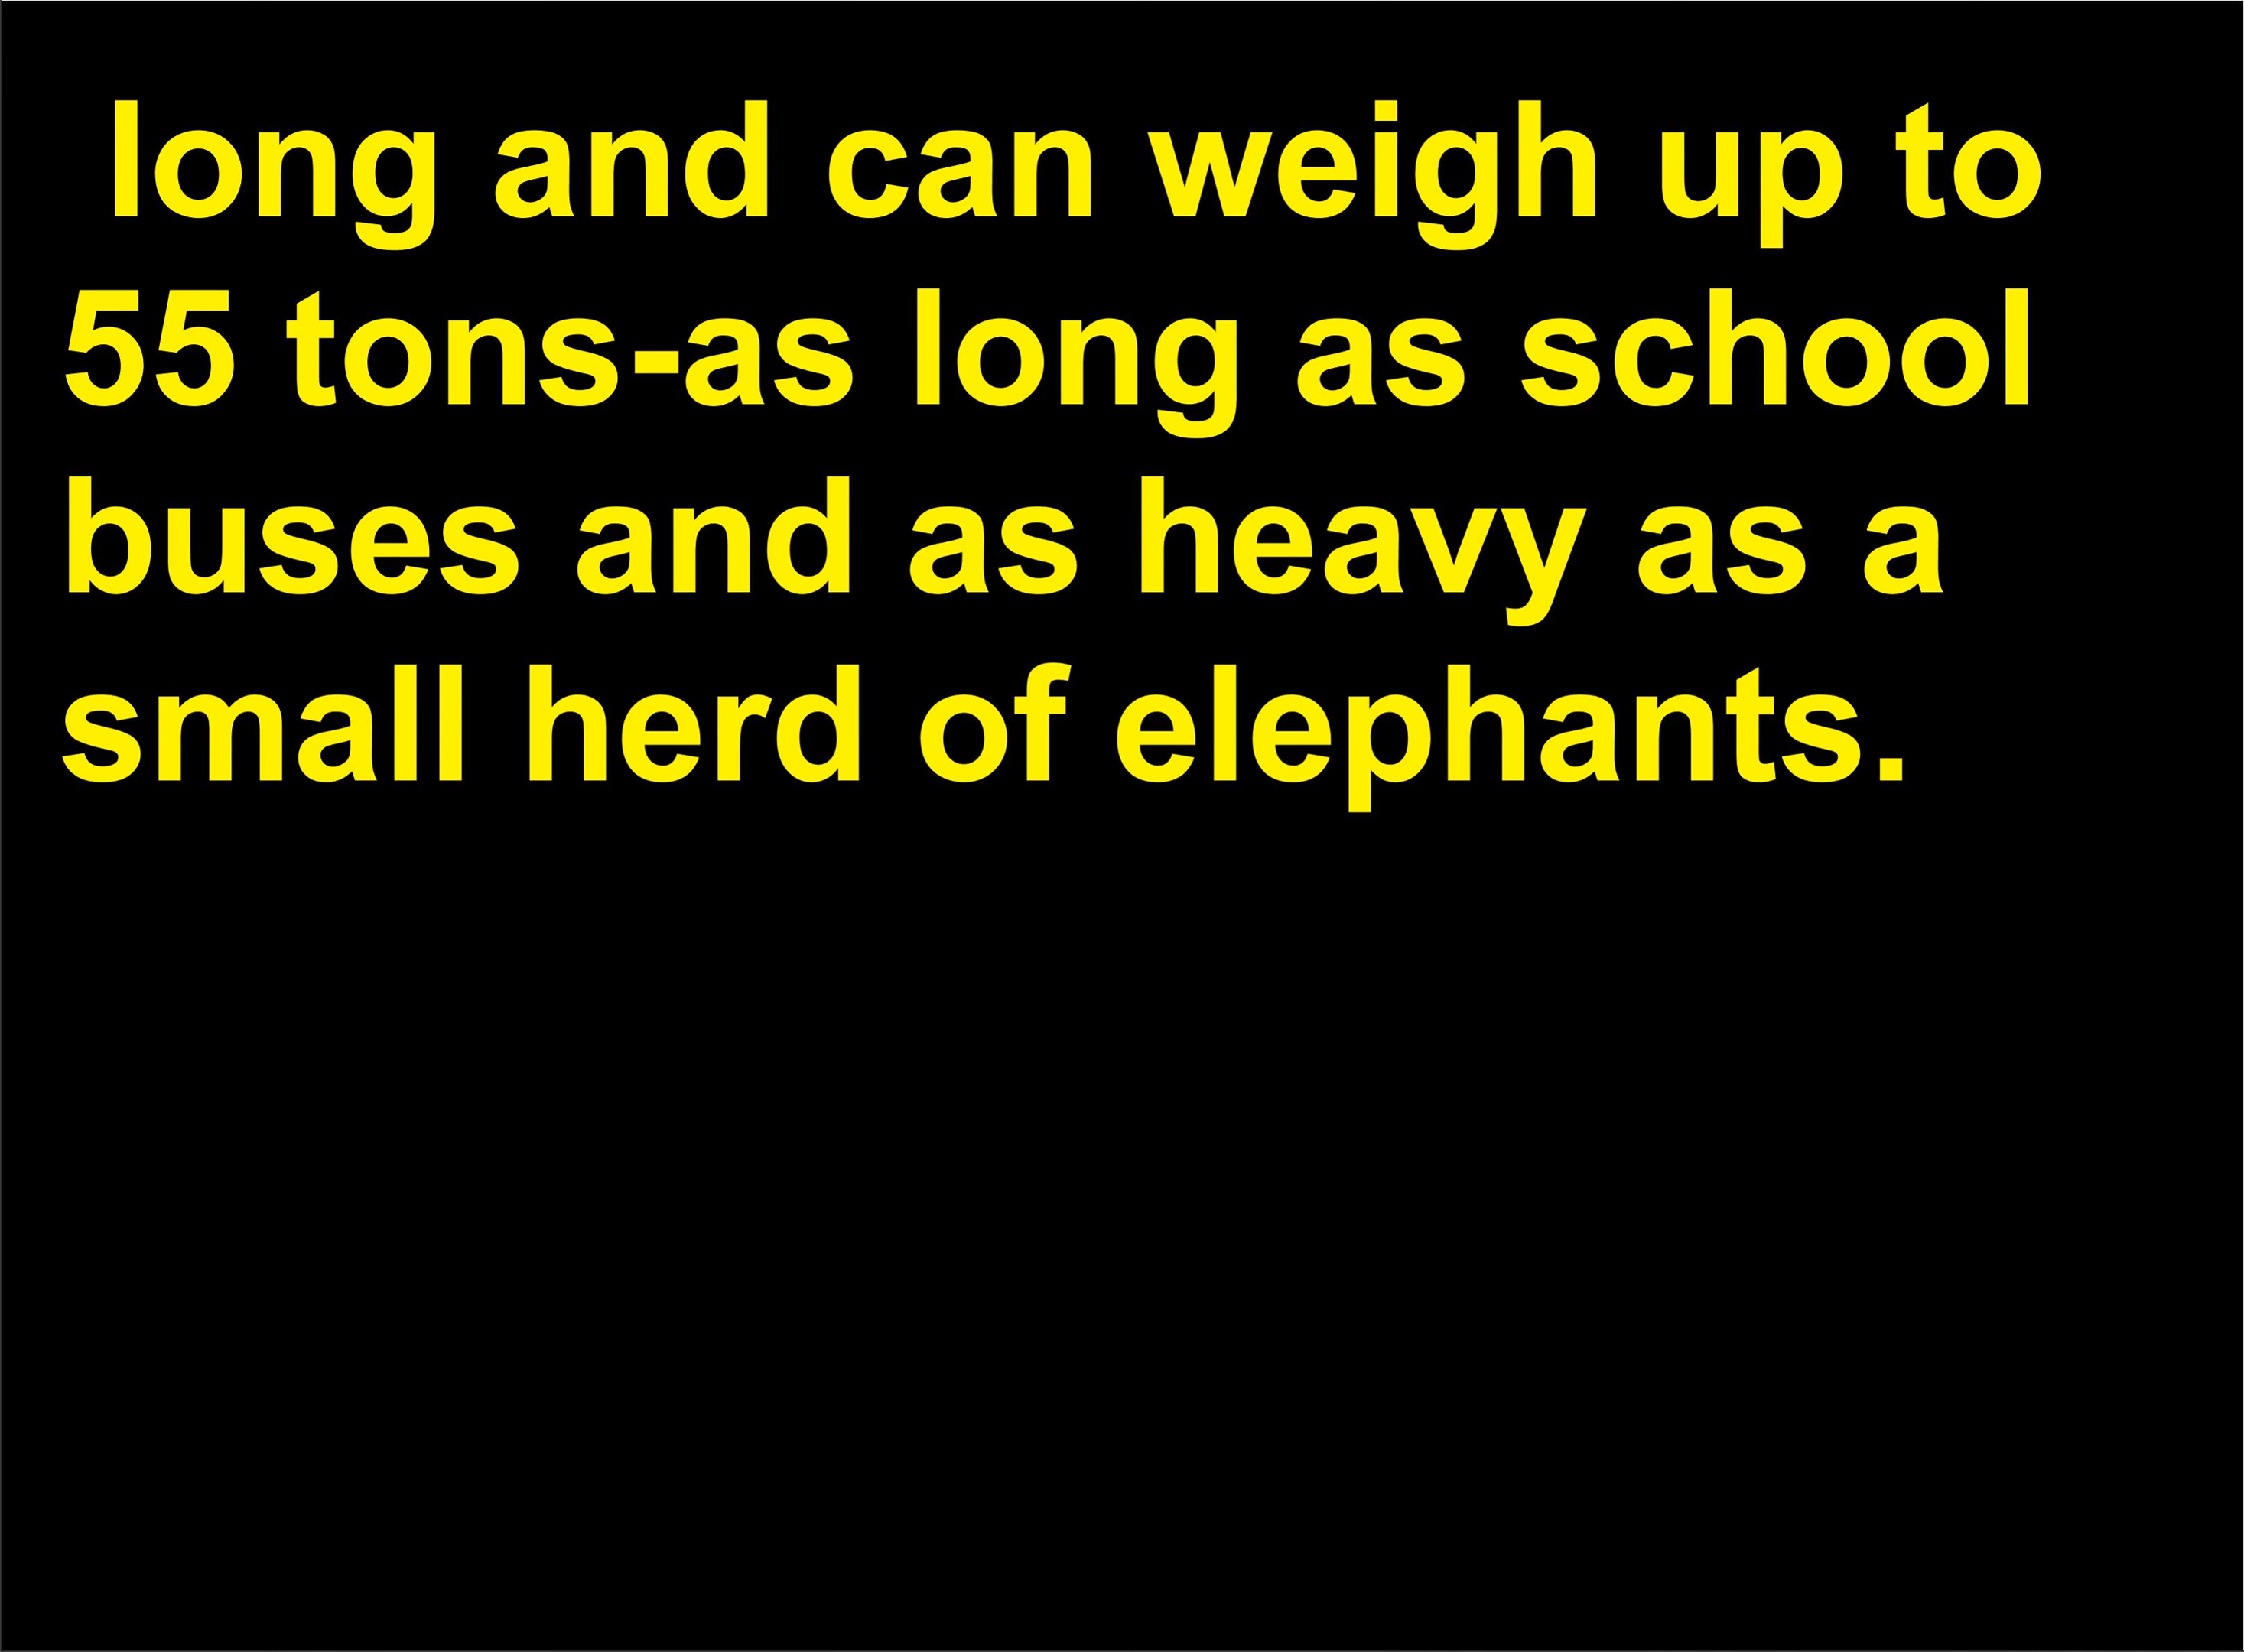 long and can weigh up to
55 tons-as long as school
buses and as heavy as a
small herd of elephants.